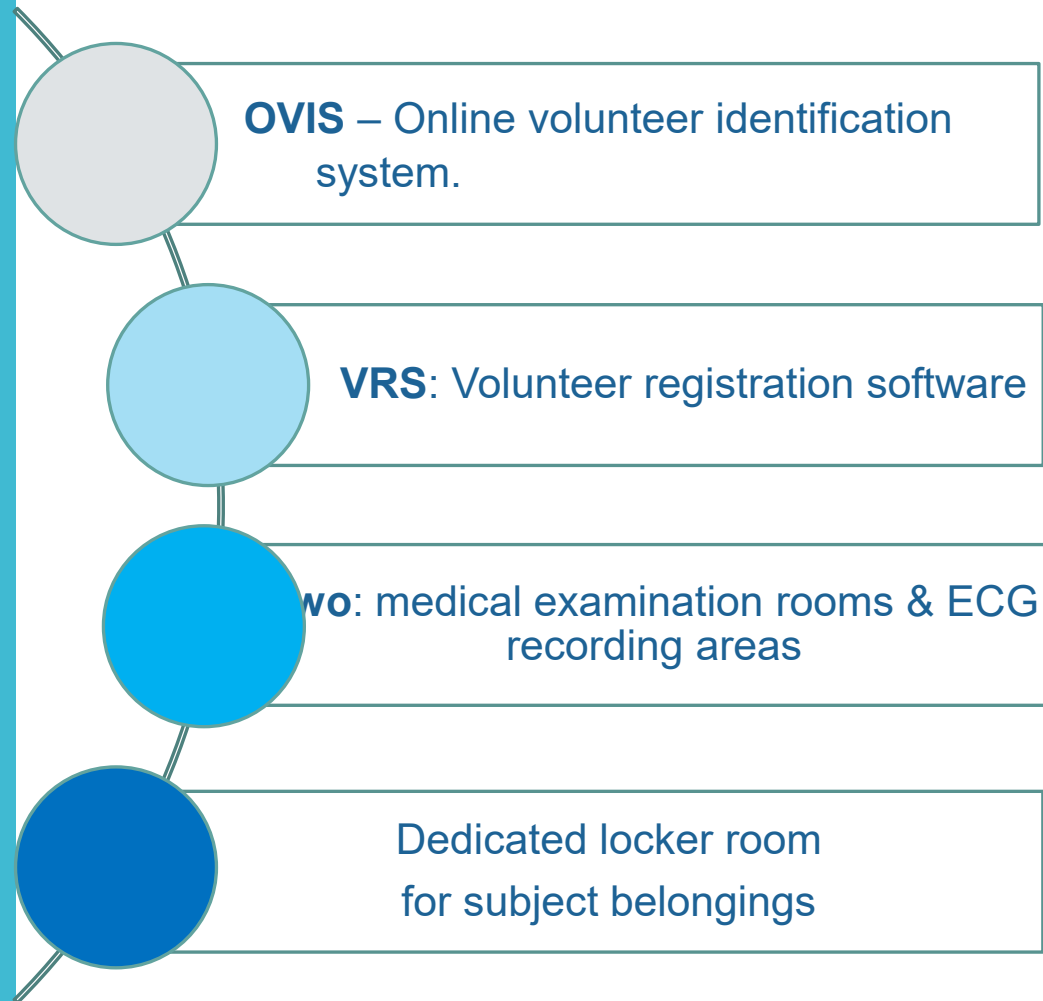 OVIS – Online volunteer identification
system.
VRS: Volunteer registration software
wo: medical examination rooms & ECG
recording areas
Dedicated locker room
for subject belongings